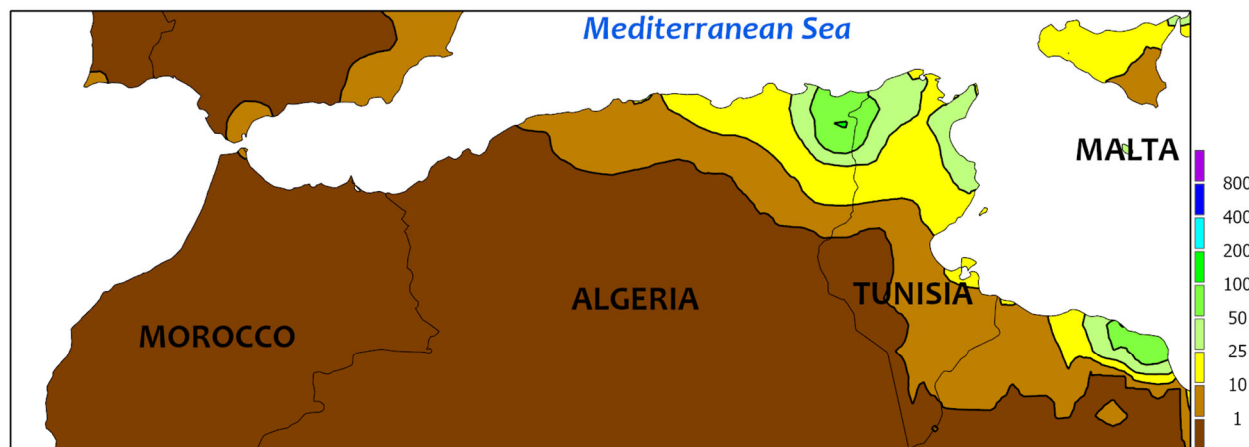 Mediterranean Sea
MALTA
ALGERIA
TUNISIA
MOROCCO
800
400
200
100
50
25
10
1